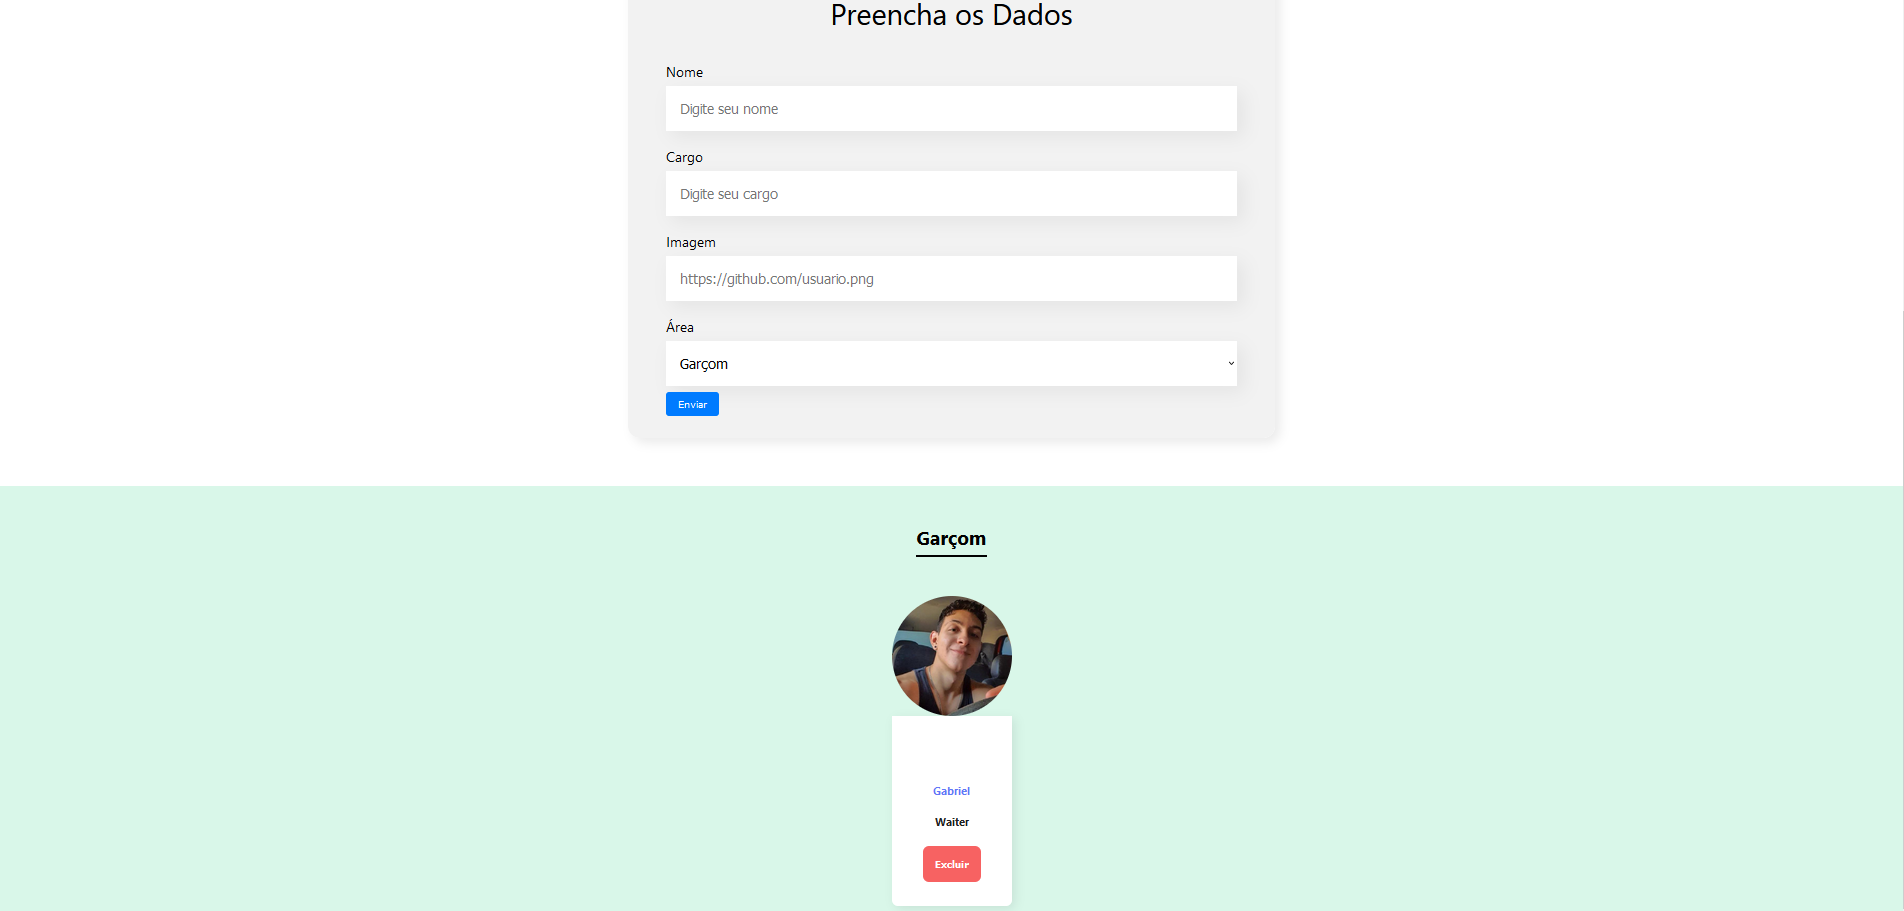 Preencha os Dados
Nome
Digite seu nome
Cargo
Digite seu cargo
Imagem
https://github.com/usuario.png
Área
Garçom
Enviar
Garçom
Gabriel
Waiter
Excluir